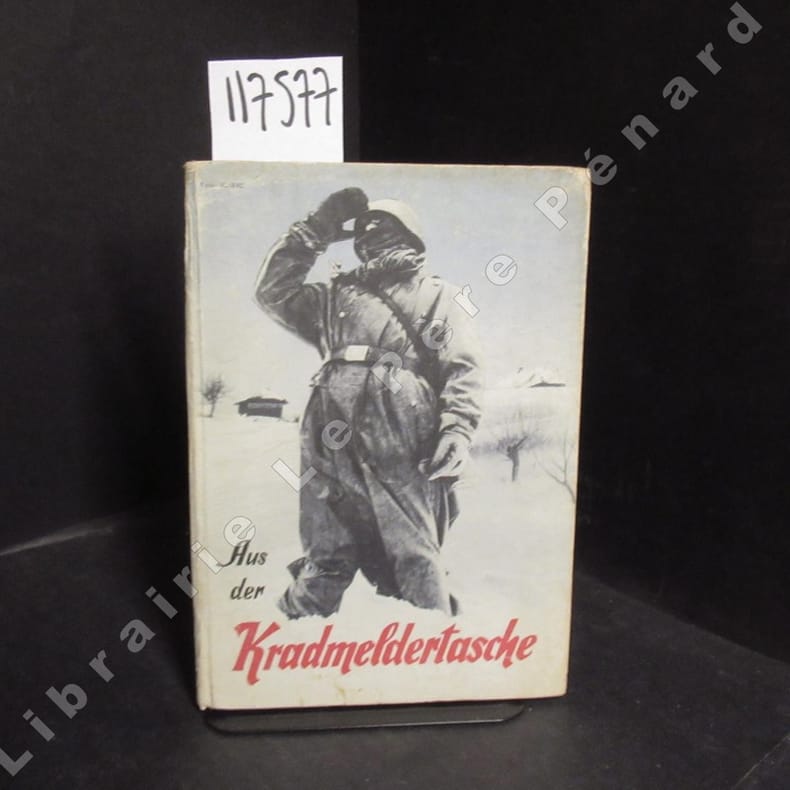 117577
Aus
der
Kradmeldertasche
Librairie Le Père Pénard